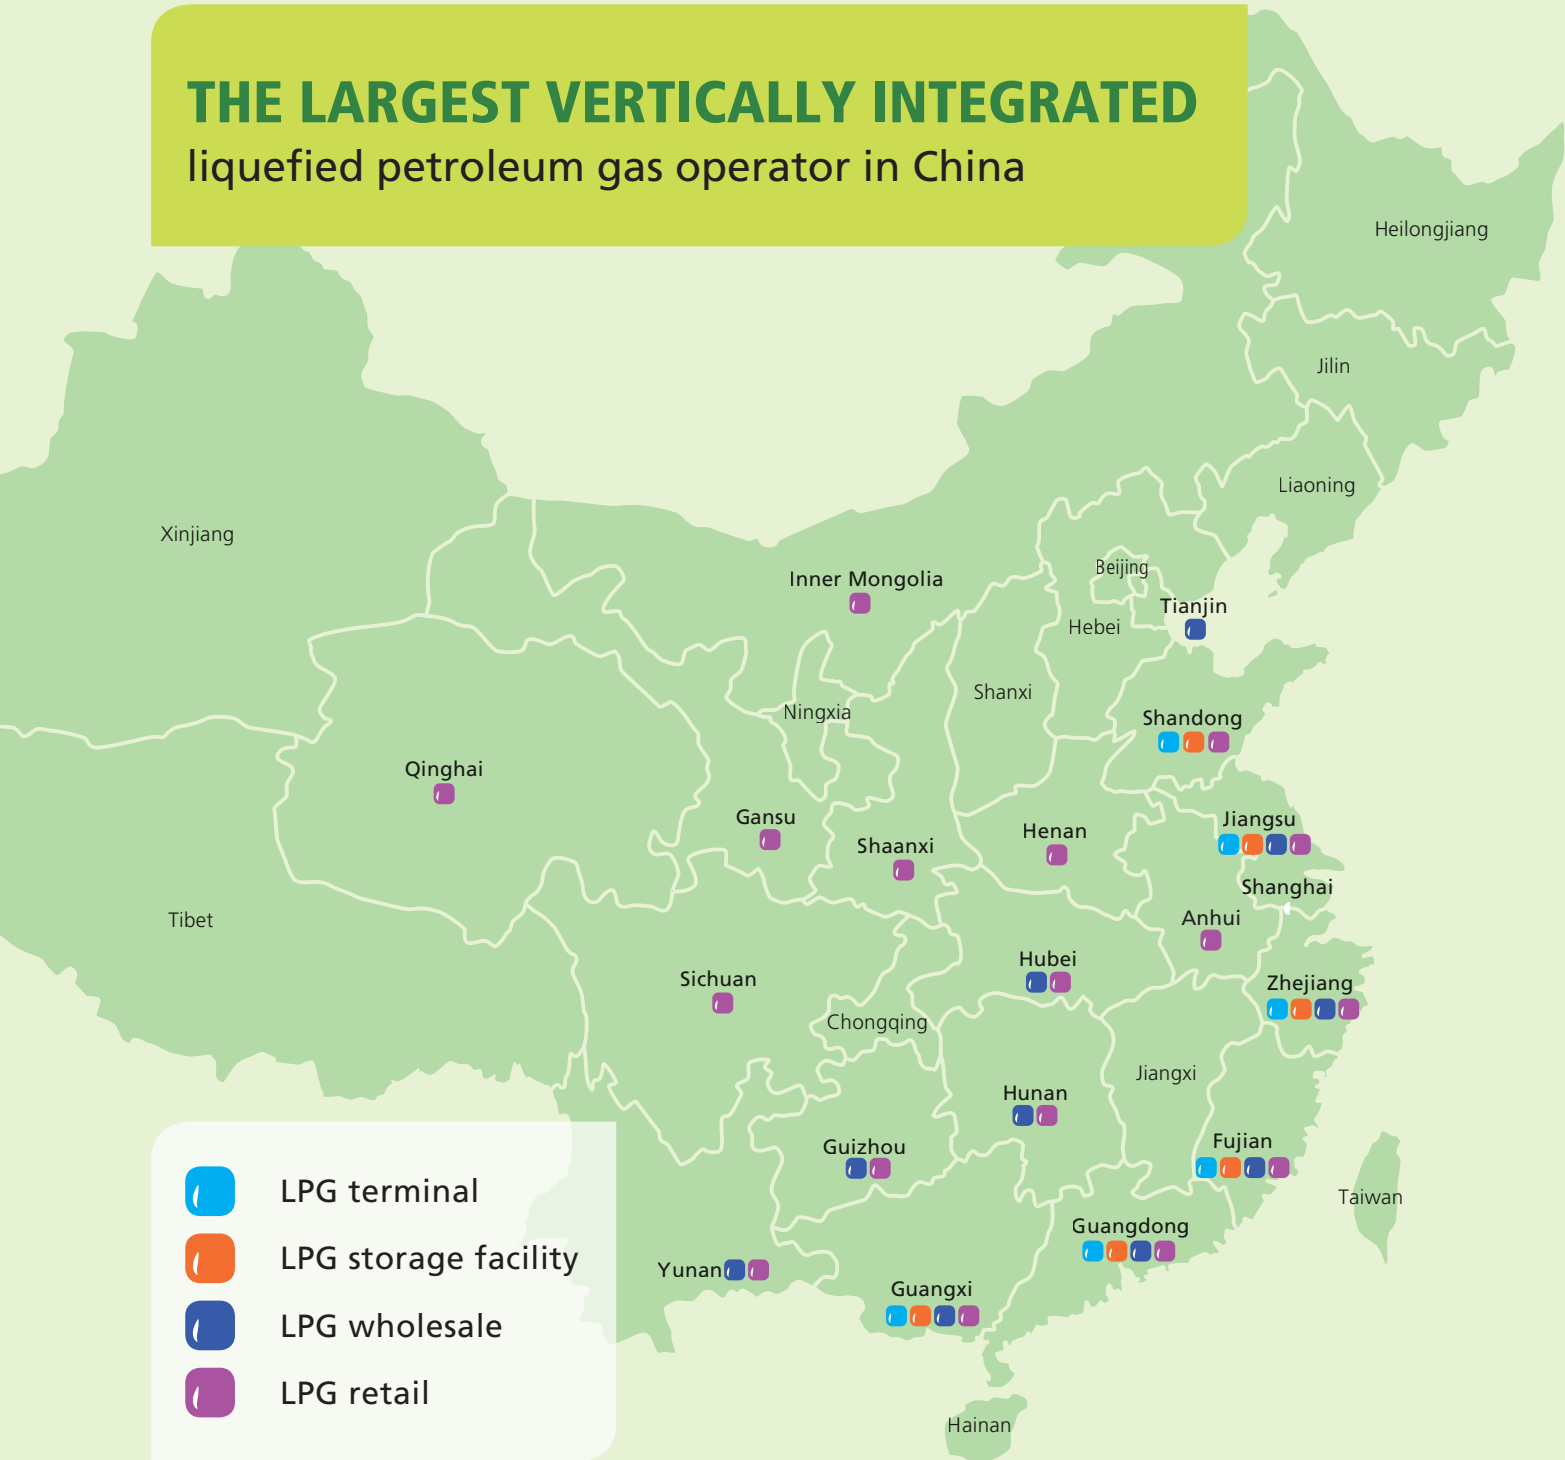 THE LARGEST VERTICALLY INTEGRATED
liquefied petroleum gas operator in China
Heilongjiang
Jilin
Liaoning
Xinjiang
Beijing
Inner Mongolia
Tianjin
Hebei
Shanxi
Ningxia
Shandong
Qinghai
Gansu
Jiangsu
Henan
Shaanxi
Shanghai
Tibet
Anhui
Hubei
Sichuan
Zhejiang
Chongqing
Jiangxi
Hunan
Fujian
Guizhou
Taiwan
Guangdong
Yunan
Guangxi
Hainan
LPG terminal
LPG storage facility
LPG wholesale
LPG retail